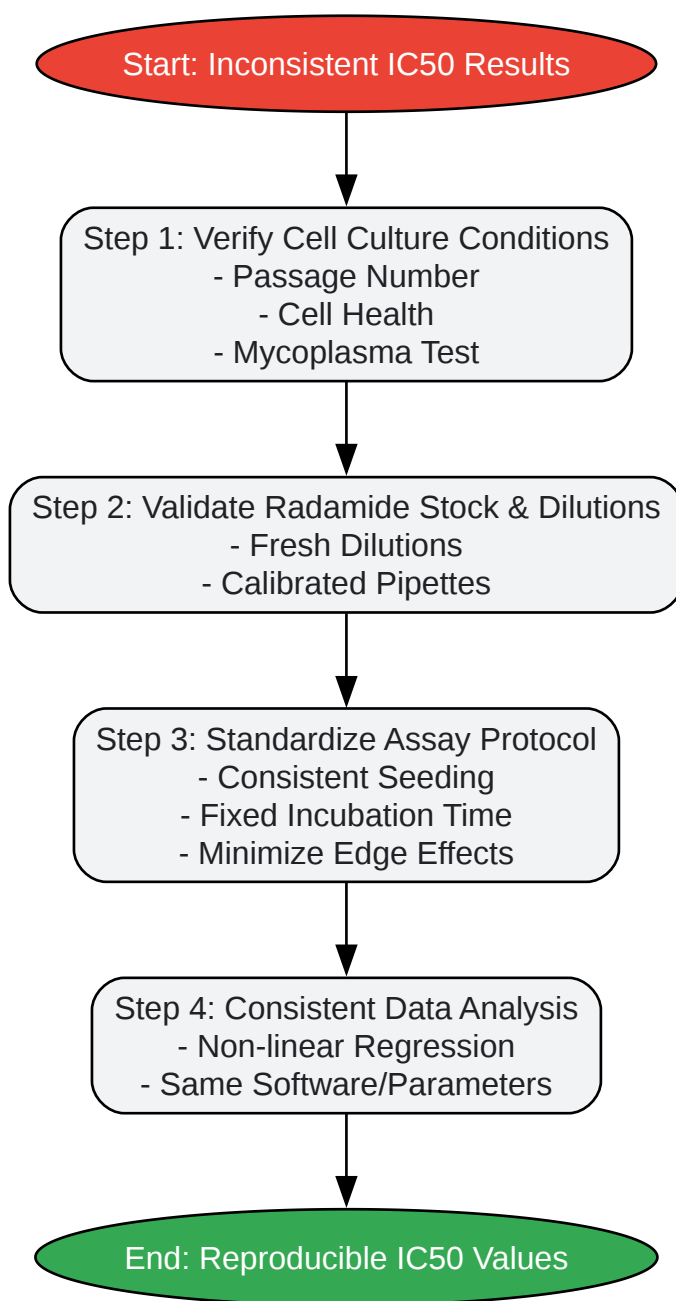 Start: Inconsistent IC50 Results
Step 1: Verify Cell Culture Conditions
- Passage Number
- Cell Health
- Mycoplasma Test
Step 2: Validate Radamide Stock & Dilutions
- Fresh Dilutions
- Calibrated Pipettes
Step 3: Standardize Assay Protocol
- Consistent Seeding
- Fixed Incubation Time
- Minimize Edge Effects
Step 4: Consistent Data Analysis
- Non-linear Regression
- Same Software/Parameters
End: Reproducible IC50 Values